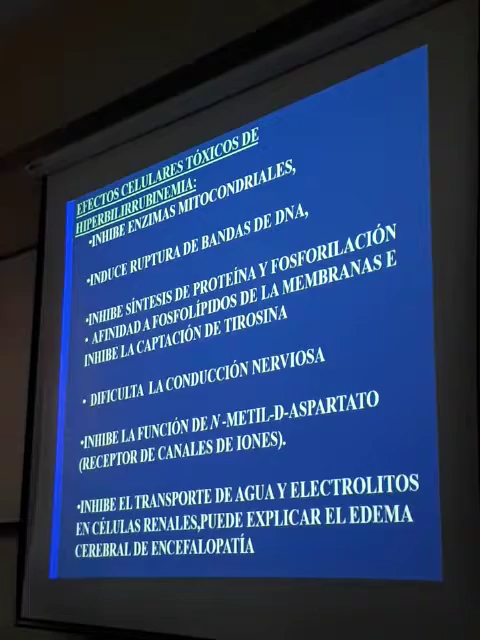 EFECTOS CELULARES TÓXICOS DE
HIPERBILIRRUBINEMIA:
•INHIBE ENZIMAS MITOCONDRIALES,
•INDUCE RUPTURA DE BANDAS DE DNA,
•INHIBE SÍNTESIS DE PROTEÍNA Y FOSFORILACIÓN
• AFINIDAD A FOSFOLÍPIDOS DE LA MEMBRANAS E
INHIBE LA CAPTACIÓN DE TIROSINA
• DIFICULTA LA CONDUCCIÓN NERVIOSA
•INHIBE LA FUNCIÓN DE N-METIL-D-ASPARTATO
(RECEPTOR DE CANALES DE IONES).
•INHIBE EL TRANSPORTE DE AGUA Y ELECTROLITOS
EN CÉLULAS RENALES,PUEDE EXPLICAR EL EDEMA
CEREBRAL DE ENCEFALOPATÍA